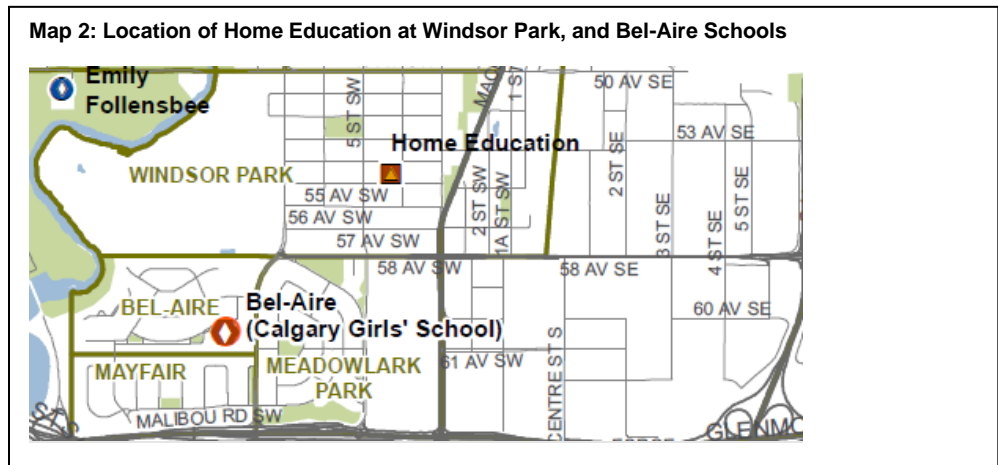 Map 2: Location of Home Education at Windsor Park, and Bel-Aire Schools
Emily
Follensbee
5 ST SW
1 SW
50 AV SE
53 AV SE
Home Education
WINDSOR PARK
55 AV SW
56 AV SW
57 AV SW
2 ST SW
1A ST SW
2 ST SE
3 ST SE
4 ST SE
5 ST SE
58 AV SW
58 AV SE
BEL-AIRE
Bel-Aire
(Calgary Girls' School)
60 AV SE
61 AV SW
MAYFAIR
MEADOWLARK
PARK
CENTRE ST S
MALIBOU RD SW